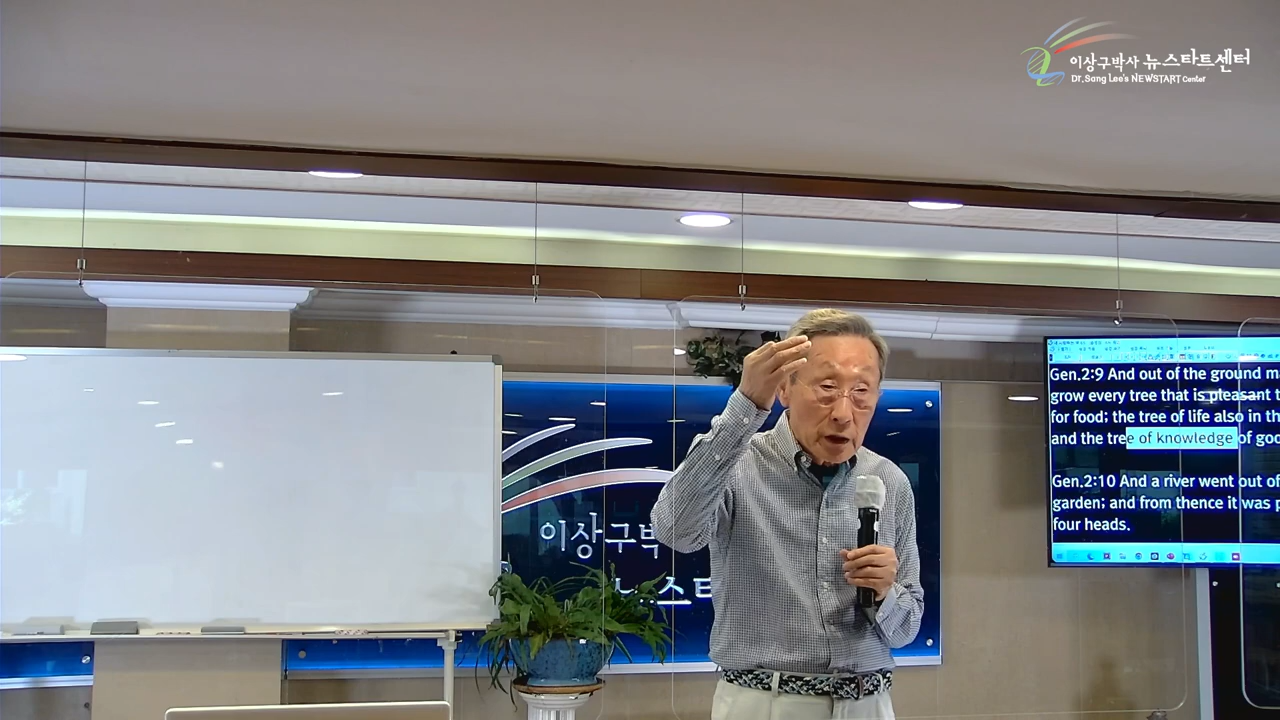 이상구박사 뉴스타트센터
Dr. Sang Lee's NEWSTART Center
Gen.2:9 And out of the ground
grow every tree that is pleasant
for food; the tree of life also in
and the tree of knowledge of
Gen.2:10 And a river went out of
garden; and from thence it was
four heads.
이상구
뉴스타